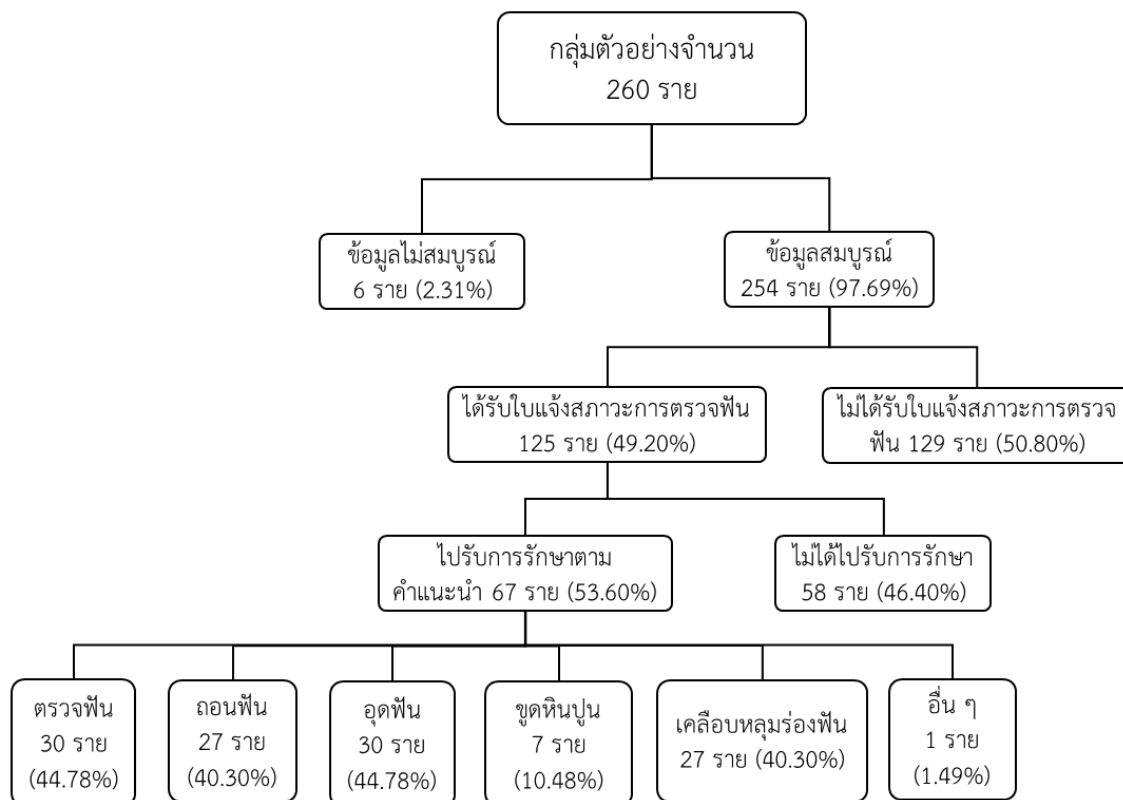 กลุ่มตัวอย่างจำนวน
260 ราย
ข้อมูลไม่สมบูรณ์
6 ราย (2.31%)
ข้อมูลสมบูรณ์
254 ราย (97.69%)
ได้รับใบแจ้งสภาวะการตรวจฟัน
125 ราย (49.20%)
ไม่ได้รับใบแจ้งสภาวะการตรวจ
ฟัน 129 ราย (50.80%)
ไปรับการรักษาตาม
คำแนะนำ 67 ราย (53.60%)
ไม่ได้ไปรับการรักษา
58 ราย (46.40%)
ตรวจฟัน
30 ราย
(44.78%)
ถอนฟัน
27 ราย
(40.30%)
อุดฟัน
30 ราย
(44.78%)
ขูดหินปูน
7 ราย
(10.48%)
เคลือบหลุมร่องฟัน
27 ราย (40.30%)
อื่น ๆ
1 ราย
(1.49%)